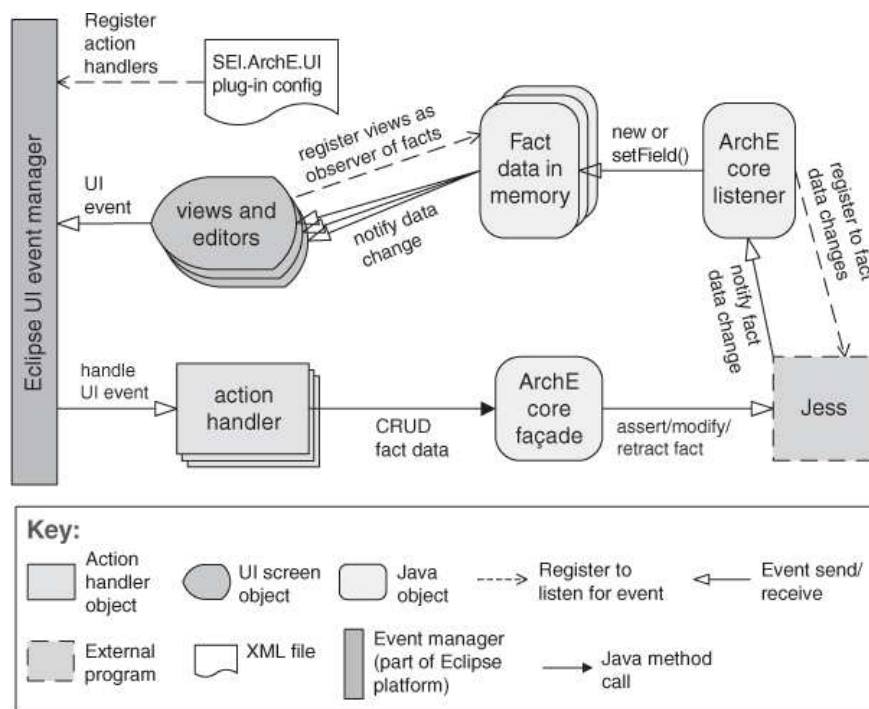 Register
action
handlers
SEI.ArchE.UI
plug-in config
Eclipse UI event manager
UI
event
views and
editors
register views as
observer of facts
notify data
change
Fact
data in
memory
new or
setField()
ArchE
core
listener
register to fact
data changes
notify fact
data change
handle
UI event
action
handler
CRUD
fact data
ArchE
core
façade
assert/modify/
retract fact
Jess
Key:
Action
handler
object
UI screen
object
Java
object
Register to
listen for event
Event send/
receive
External
program
XML file
Event manager
(part of Eclipse
platform)
Java method
call